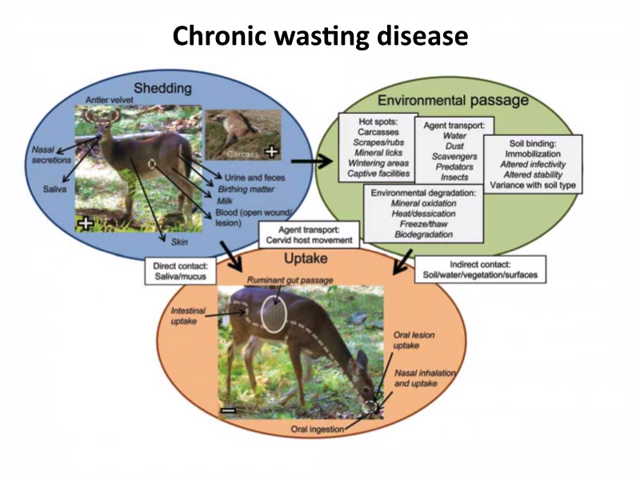 Chronic wasting disease
Shedding
Antler velvet
Nasal
secretions
Saliva
Carcass
Urine and feces
Birthing matter
Milk
Blood (open wound/
lesion)
Skin
Environmental passage
Hot spots:
Carcasses
Scrapes/rubs
Mineral licks
Wintering areas
Captive facilities
Agent transport:
Water
Dust
Scavengers
Predators
Insects
Soil binding:
Immobilization
Altered infectivity
Altered stability
Variance with soil type
Environmental degradation:
Mineral oxidation
Heat/dessication
Freeze/thaw
Biodegradation
Agent transport:
Cervid host movement
Direct contact:
Saliva/mucus
Indirect contact:
Soil/water/vegetation/surfaces
Uptake
Ruminant gut passage
Intestinal
uptake
Oral lesion
uptake
Nasal inhalation
and uptake
Oral ingestion